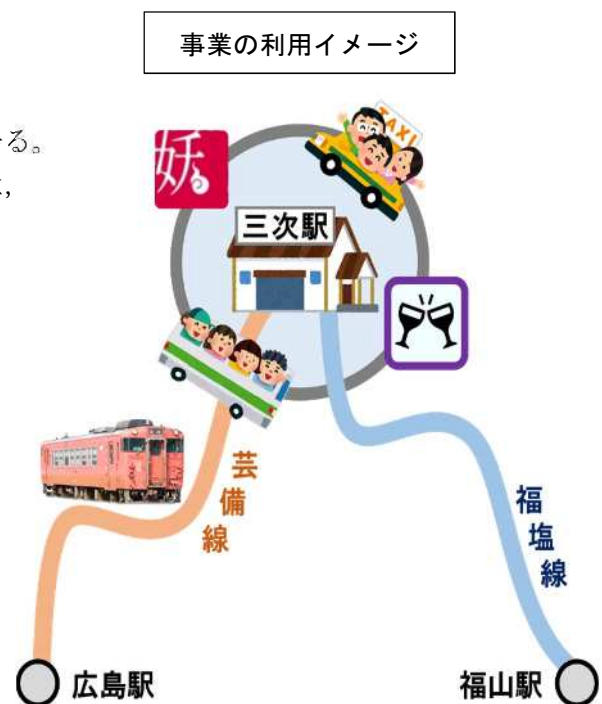 事業の利用イメージ
る。
TAXI
妖
三次駅
芸備線
福塩線
広島駅
福山駅